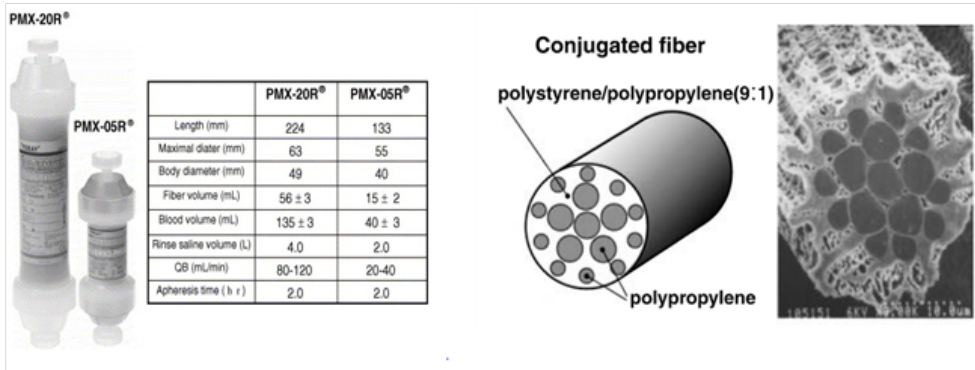 PMX-20R®
PMX-05R®
PMX-20R® PMX-05R®
Length (mm) 224 133
Maximal diater (mm) 63 55
Body diameter (mm) 49 40
Fiber volume (mL) 56 ± 3 15 ± 2
Blood volume (mL) 135 ± 3 40 ± 3
Rinse saline volume (L) 4.0 2.0
QB (mL/min) 80-120 20-40
Apheresis time (hr) 2.0 2.0
Conjugated fiber
polystyrene/polypropylene(9:1)
polypropylene
10.0um